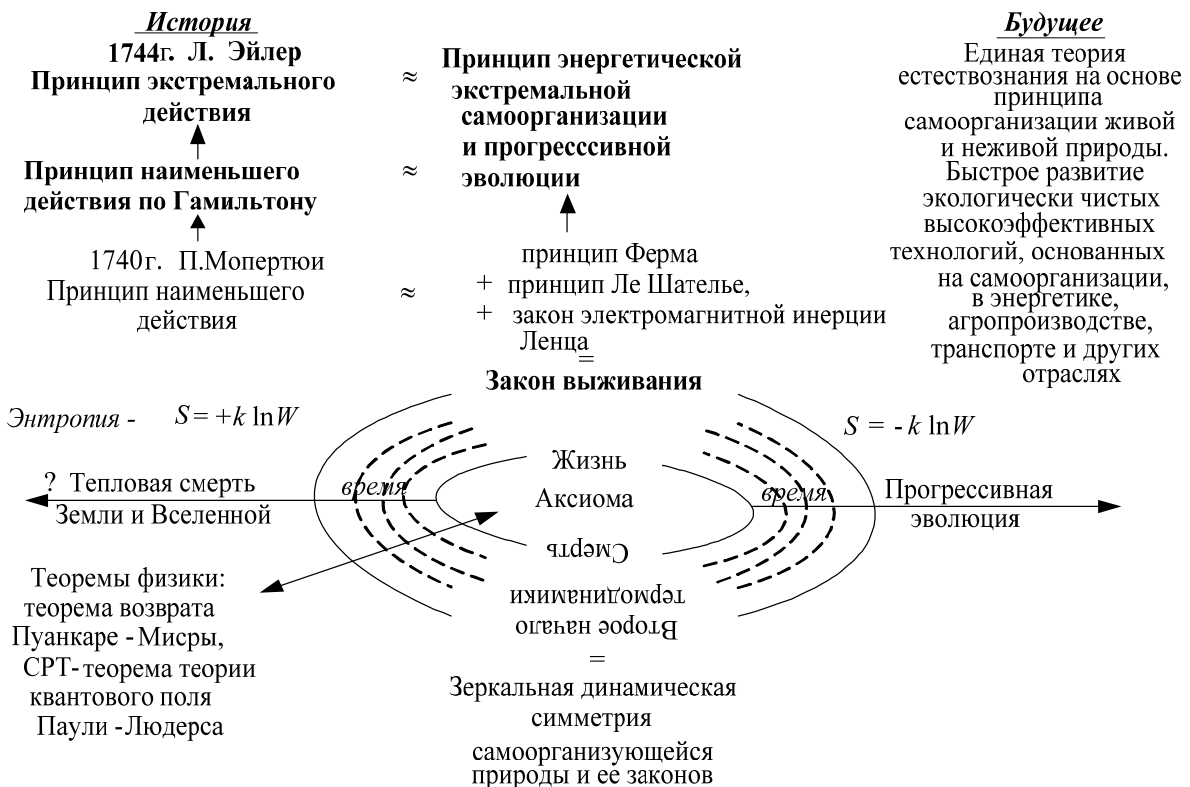 История
1744г. Л. Эйлер
Принцип экстремального
действия
Принцип наименьшего
действия по Гамильтону
1740г. П.Мопертюи
Принцип наименьшего
действия
≈
≈
≈
Принцип энергетической
экстремальной
самоорганизации
и прогресссивной
эволюции
принцип Ферма
+ принцип Ле Шателье,
+ закон электромагнитной инерции
Ленца
=
Закон выживания
Будущее
Единая теория
естествознания на основе
принципа
самоорганизации живой
и неживой природы.
Быстрое развитие
экологически чистых
высокоэффективных
технологий, основанных
на самоорганизации,
в энергетике,
агропроизводстве,
транспорте и других
отраслях
Энтропия - S = +k lnW
S = - k lnW
? Тепловая смерть
Земли и Вселенной
время
Жизнь
Аксиома
Смерть
время
Прогрессивная
эволюция
Второе начало
термодинамики
=
Зеркальная динамическая
симметрия
самоорганизующейся
природы и ее законов
Теоремы физики:
теорема возврата
Пуанкаре - Мисры,
СРТ- теорема теории
квантового поля
Паули - Людерса